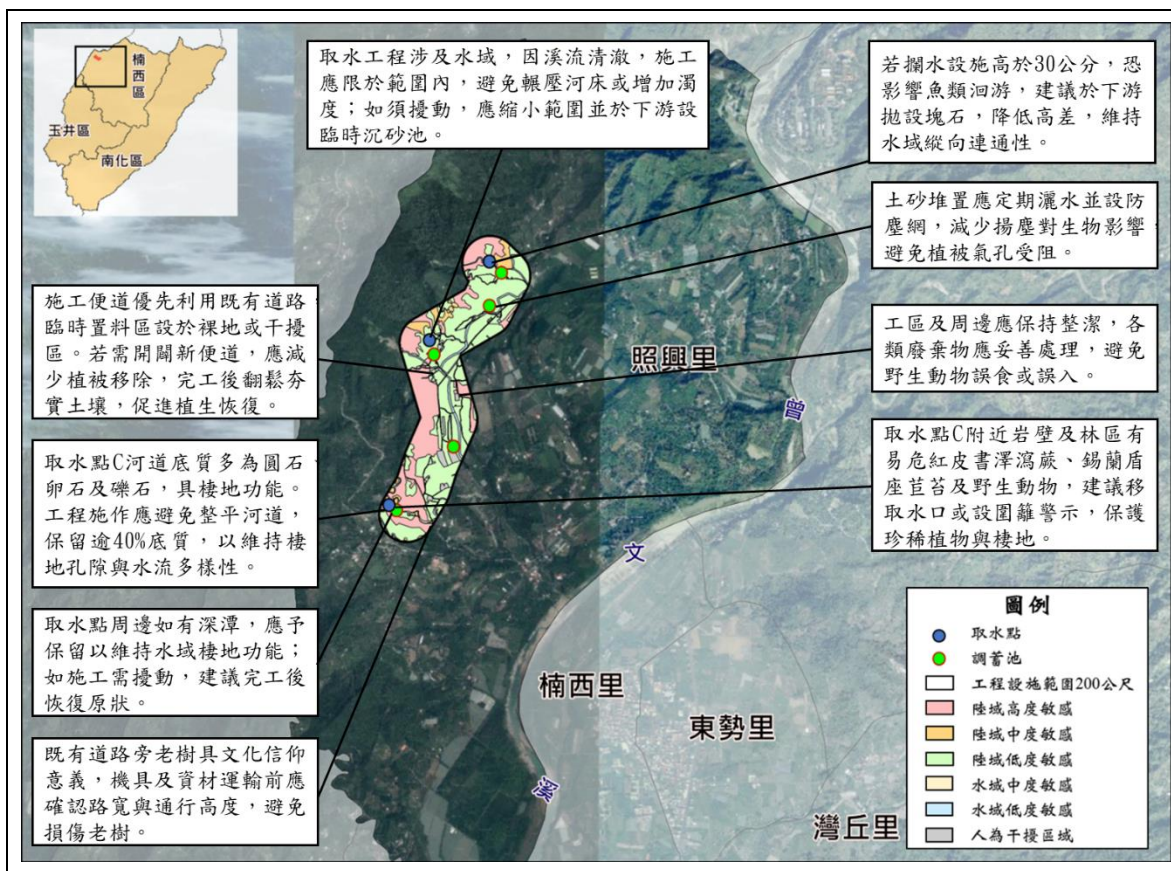 楠西區
玉井區
南化區
取水工程涉及水域，因溪流清澈，施工
應限於範圍內，避免輾壓河床或增加濁
度；如須擾動，應縮小範圍並於下游設
臨時沉砂池。
若攔水設施高於30公分，恐
影響魚類洄游，建議於下游
拋設塊石，降低高差，維持
水域縱向連通性。
土砂堆置應定期灑水並設防
塵網，減少揚塵對生物影響，
避免植被氣孔受阻。
施工便道優先利用既有道路，
臨時置料區設於裸地或干擾
區。若需開闢新便道，應減
少植被移除，完工後翻鬆夯
實土壤，促進植生恢復。
工區及周邊應保持整潔，各
類廢棄物應妥善處理，避免
野生動物誤食或誤入。
取水點C河道底質多為圓石、
卵石及礫石，具棲地功能。
工程施作應避免整平河道，
保留逾40%底質，以維持棲
地孔隙與水流多樣性。
取水點C附近岩壁及林區有
易危紅皮書澤瀉蕨、錫蘭盾
座苣苔及野生動物，建議移
取水口或設圍籬警示，保護
珍稀植物與棲地。
取水點周邊如有深潭，應予
保留以維持水域棲地功能；
如施工需擾動，建議完工後
恢復原狀。
既有道路旁老樹具文化信仰
意義，機具及資材運輸前應
確認路寬與通行高度，避免
損傷老樹。
照興里
曾
文
溪
楠西里
東勢里
灣丘里
圖例
取水點
調蓄池
工程設施範圍200公尺
陸域高度敏感
陸域中度敏感
陸域低度敏感
水域中度敏感
水域低度敏感
人為干擾區域